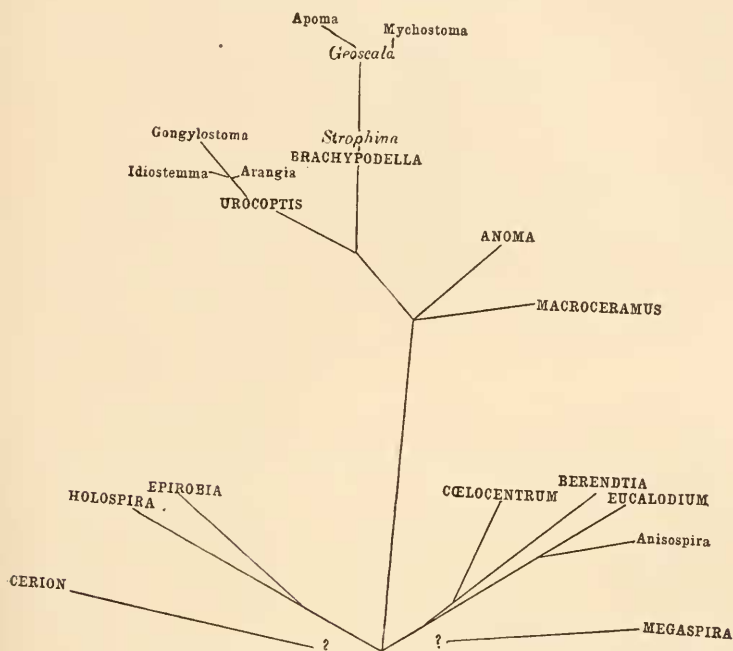 Apoma
Mychostoma
Geoscala
Gongylostoma
Strophina
BRACHYPODELLA
Idiostemma
Arangia
UROCOPTIS
ANOMA
MACROCERAMUS
EPIROBIA
HOLOSPIRA
CŒLOCENTRUM
BERENDTIA
EUCALODIUM
Anisospira
CERION
?
?
MEGASPIRA